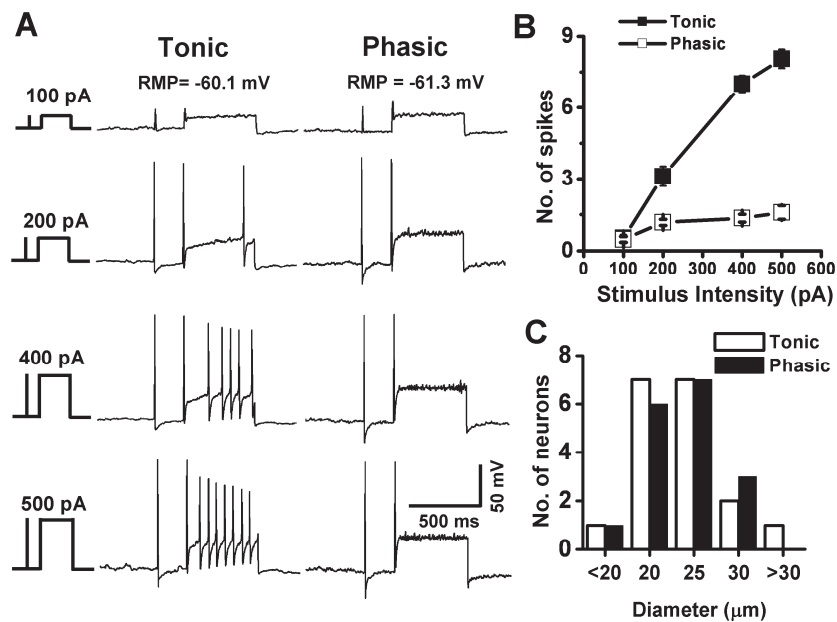 A
Tonic Phasic
RMP= -60.1 mV RMP = -61.3 mV
100 pA
200 pA
400 pA
500 pA
50 mV
500 ms
B
Tonic
Phasic
No. of spikes
9
6
3
0
0 100 200 300 400 500 600
Stimulus Intensity (pA)
C
Tonic
Phasic
No. of neurons
8
6
4
2
0
<20 20 25 30 >30
Diameter (μm)